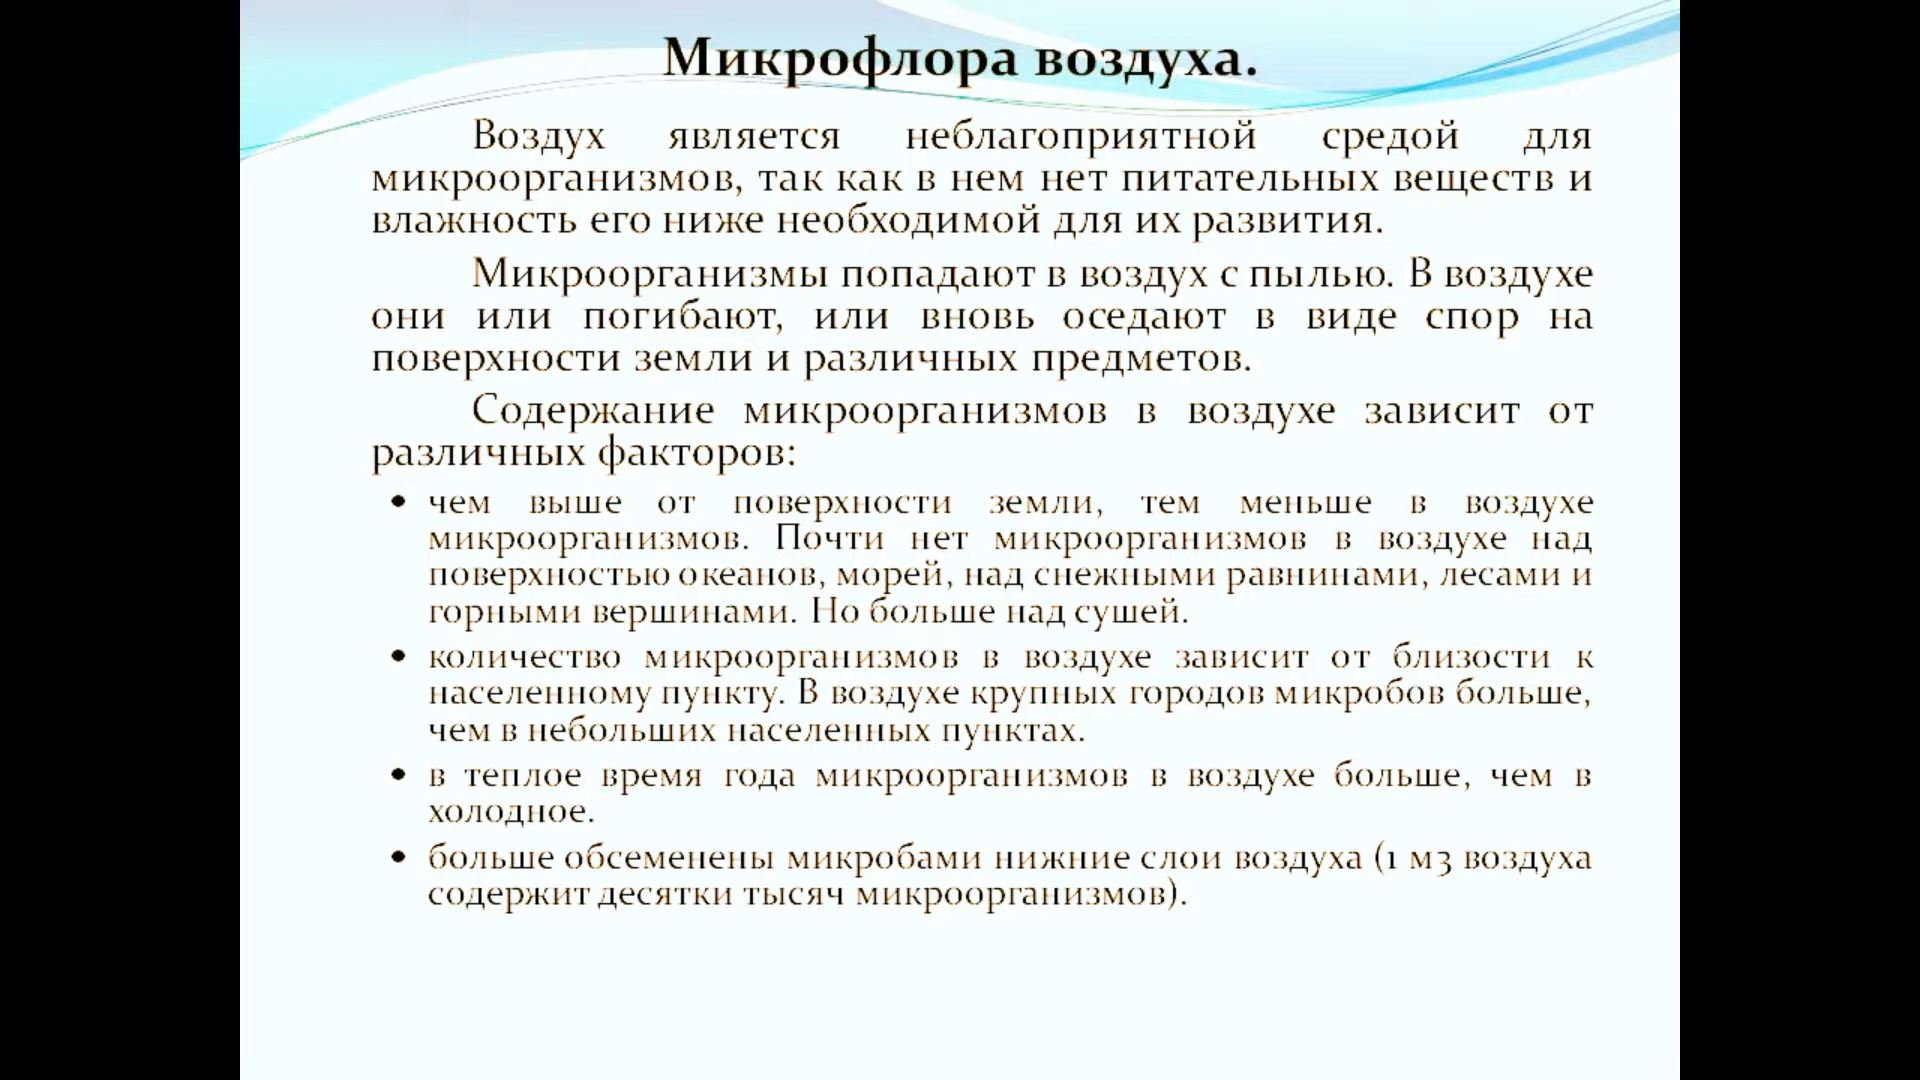 Микрофлора воздуха.
Воздух является неблагоприятной средой для
микроорганизмов, так как в нем нет питательных веществ и
влажность его ниже необходимой для их развития.
Микроорганизмы попадают в воздух с пылью. В воздухе
они или погибают, или вновь оседают в виде спор на
поверхности земли и различных предметов.
Содержание микроорганизмов в воздухе зависит от
различных факторов:
• чем выше от поверхности земли, тем меньше в воздухе
микроорганизмов. Почти нет микроорганизмов в воздухе над
поверхностью океанов, морей, над снежными равнинами, лесами и
горными вершинами. Но больше над сушей.
• количество микроорганизмов в воздухе зависит от близости к
населенному пункту. В воздухе крупных городов микробов больше,
чем в небольших населенных пунктах.
• в теплое время года микроорганизмов в воздухе больше, чем в
холодное.
• больше обсеменены микробами нижние слои воздуха (1 м3 воздуха
содержит десятки тысяч микроорганизмов).